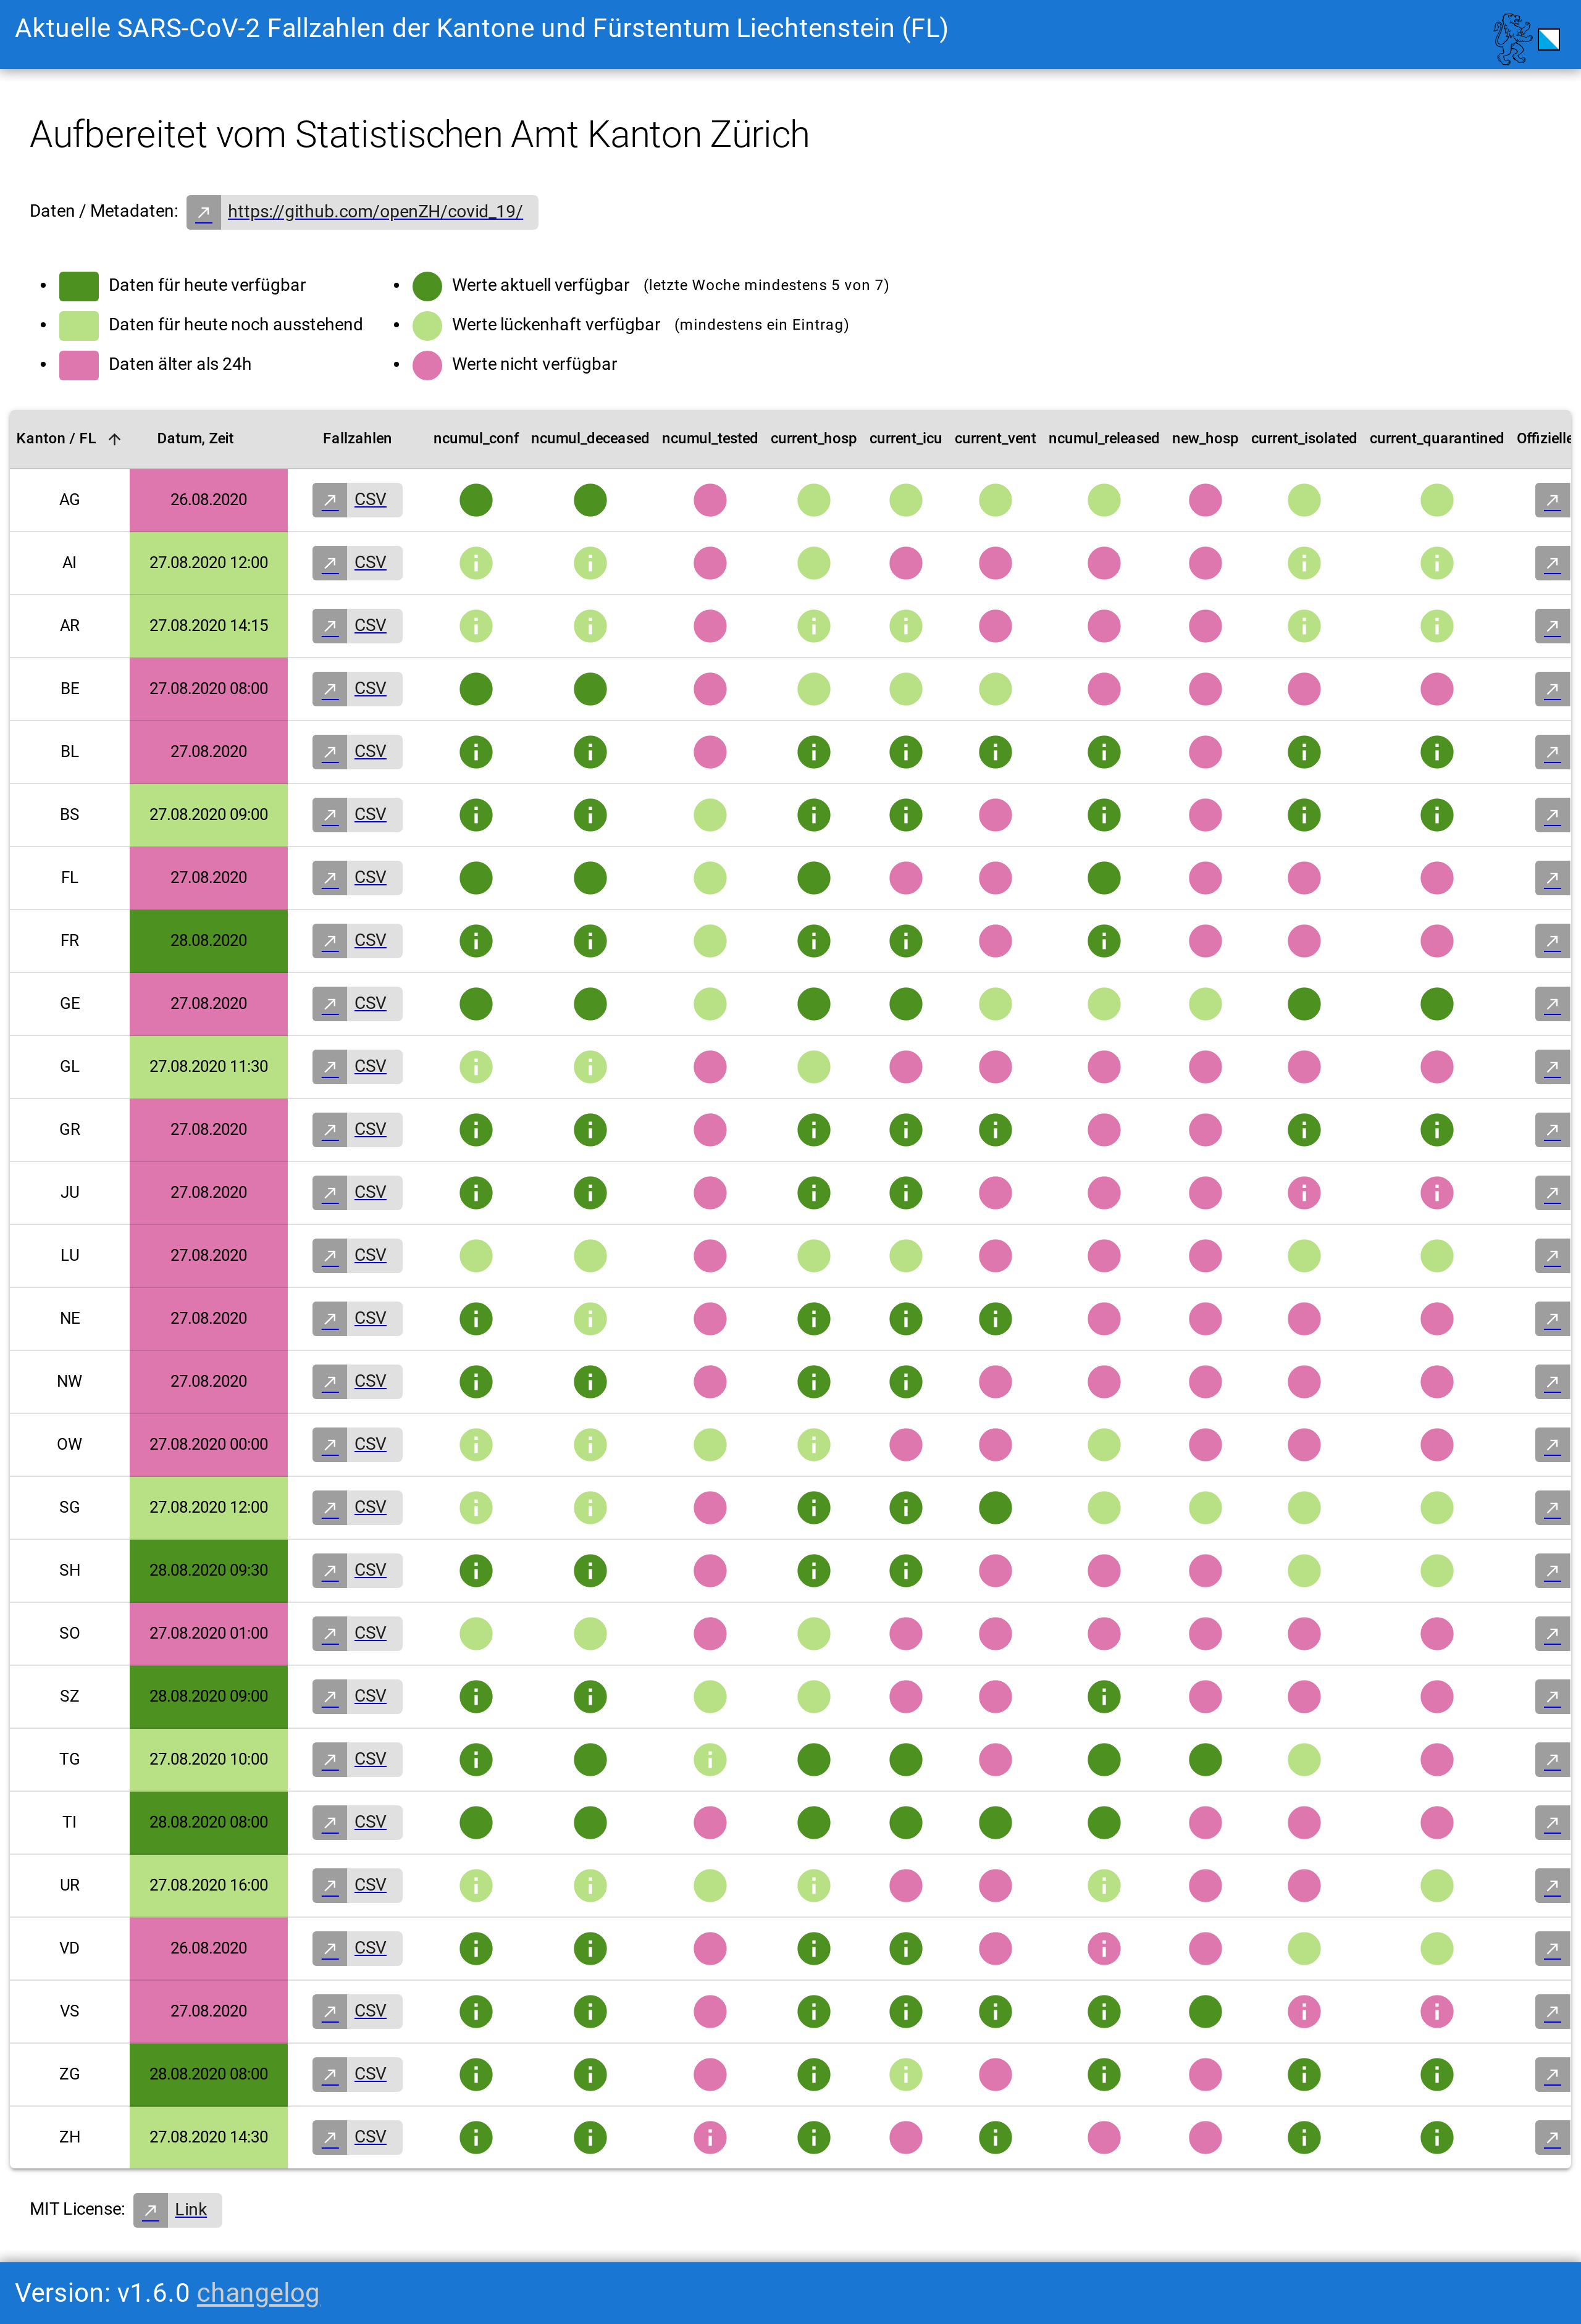 Aktuelle SARS-CoV-2 Fallzahlen der Kantone und Fürstentum Liechtenstein (FL)
Aufbereitet vom Statistischen Amt Kanton Zürich
Daten / Metadaten: https://github.com/openZH/covid_19/
Daten für heute verfügbar
Daten für heute noch ausstehend
Daten älter als 24h
Werte aktuell verfügbar (letzte Woche mindestens 5 von 7)
Werte lückenhaft verfügbar (mindestens ein Eintrag)
Werte nicht verfügbar
Kanton / FL Datum, Zeit Fallzahlen ncumul_conf ncumul_deceased ncumul_tested current_hosp current_icu current_vent ncumul_released new_hosp current_isolated current_quarantined Offizielle
AG 26.08.2020 CSV
AI 27.08.2020 12:00 CSV
AR 27.08.2020 14:15 CSV
BE 27.08.2020 08:00 CSV
BL 27.08.2020 CSV
BS 27.08.2020 09:00 CSV
FL 27.08.2020 CSV
FR 28.08.2020 CSV
GE 27.08.2020 CSV
GL 27.08.2020 11:30 CSV
GR 27.08.2020 CSV
JU 27.08.2020 CSV
LU 27.08.2020 CSV
NE 27.08.2020 CSV
NW 27.08.2020 CSV
OW 27.08.2020 00:00 CSV
SG 27.08.2020 12:00 CSV
SH 28.08.2020 09:30 CSV
SO 27.08.2020 01:00 CSV
SZ 28.08.2020 09:00 CSV
TG 27.08.2020 10:00 CSV
TI 28.08.2020 08:00 CSV
UR 27.08.2020 16:00 CSV
VD 26.08.2020 CSV
VS 27.08.2020 CSV
ZG 28.08.2020 08:00 CSV
ZH 27.08.2020 14:30 CSV
MIT License: Link
Version: v1.6.0 changelog